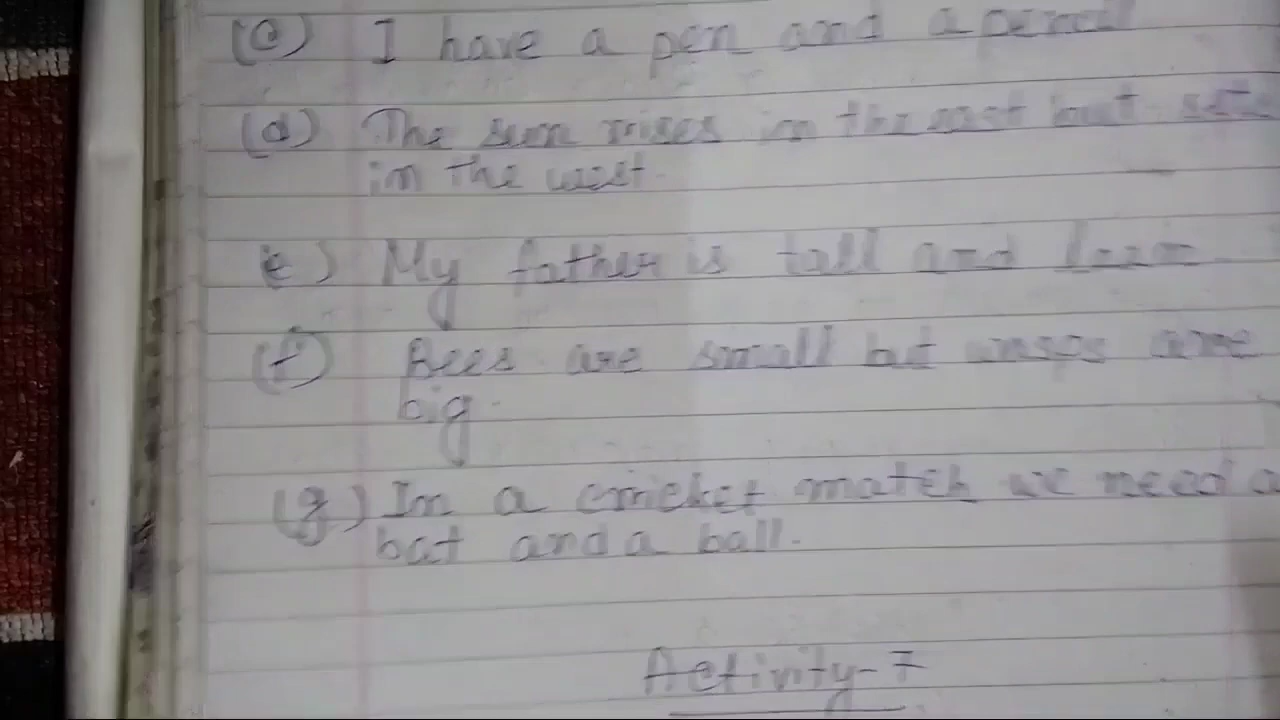 (c) I have a pen and a pencil
(d) The sun rises in the east but sets
in the west.
(e) My father is tall and lean.
(f) Bees are small but wasps are
big.
(g) In a cricket match we need a
bat and a ball.
Activity-7